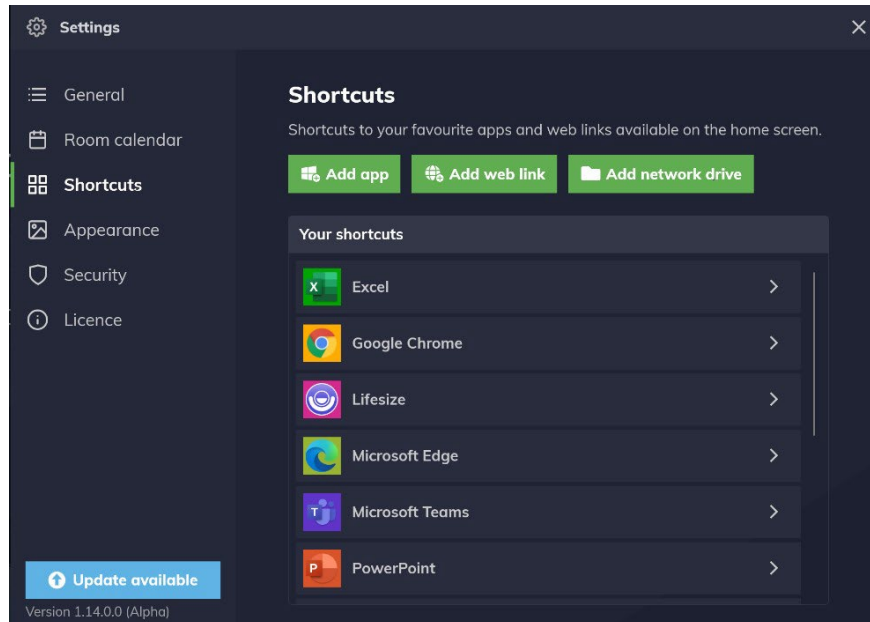 Settings
General
Room calendar
Shortcuts
Appearance
Security
Licence
Update available
Version 1.14.0.0 (Alpha)
Shortcuts
Shortcuts to your favourite apps and web links available on the home screen.
Add app Add web link Add network drive
Your shortcuts
Excel
Google Chrome
Lifesize
Microsoft Edge
Microsoft Teams
PowerPoint